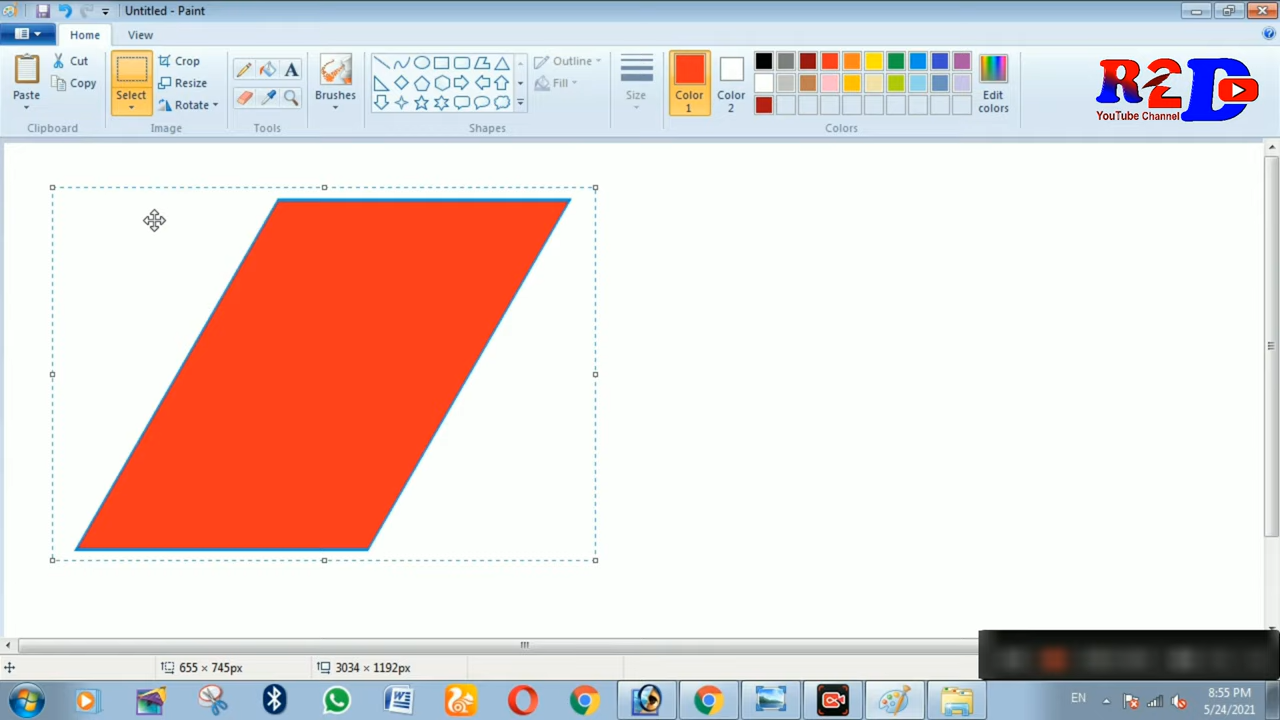 Untitled - Paint
Home
View
Paste
Cut
Copy
Clipboard
Select
Crop
Resize
Rotate
Image
A
Tools
Brushes
Outline
Fill
Shapes
Size
Color 1
Color 2
Edit colors
Colors
R2D
YouTube Channel
655 × 745px
3034 × 1192px
EN
8:55 PM
5/24/2021